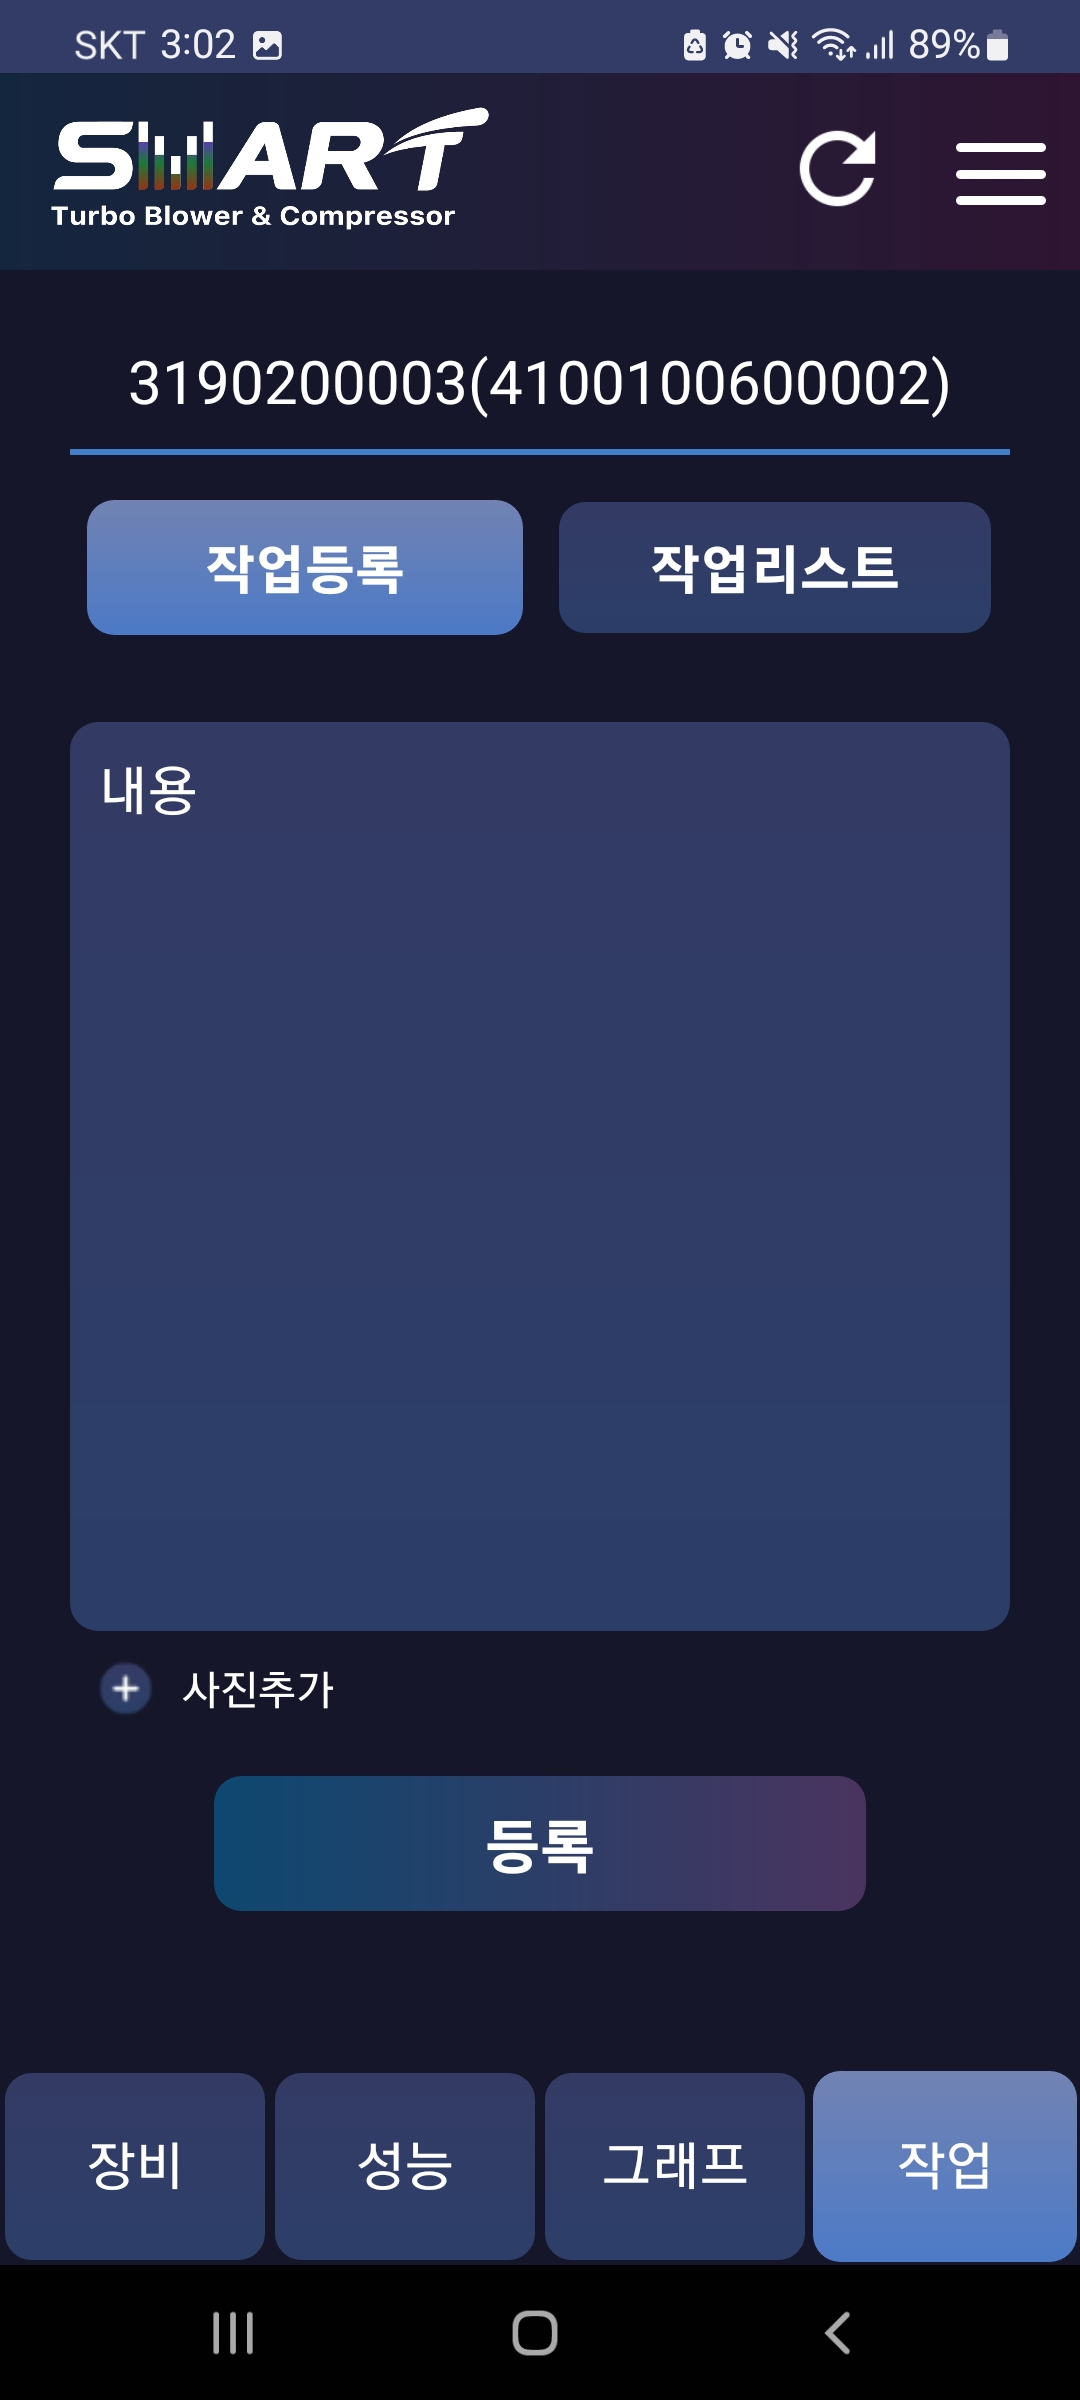 SKT 3:02 89%
SMART
Turbo Blower & Compressor
3190200003(4100100600002)
작업등록 작업리스트
내용
사진추가
등록
장비 성능 그래프 작업